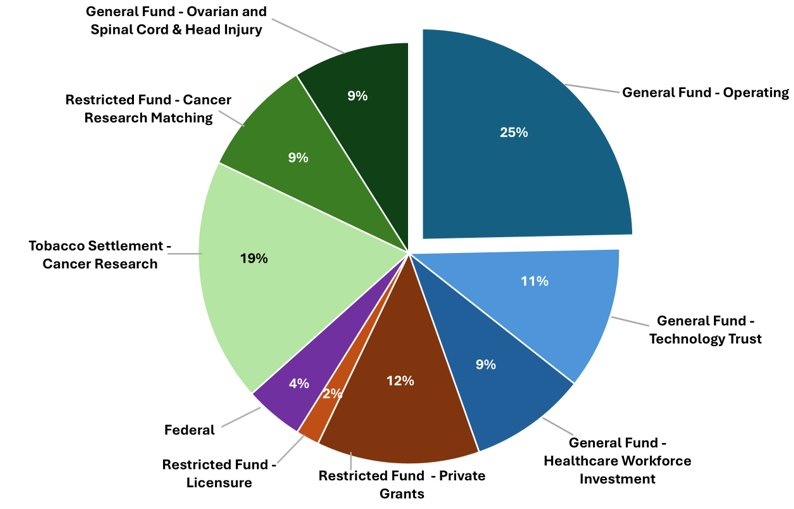 General Fund - Ovarian and
Spinal Cord & Head Injury
9%
General Fund - Operating
25%
Restricted Fund - Cancer
Research Matching
9%
Tobacco Settlement -
Cancer Research
19%
11%
General Fund -
Technology Trust
9%
General Fund -
Healthcare Workforce
Investment
12%
Restricted Fund - Private
Grants
2%
Restricted Fund -
Licensure
4%
Federal